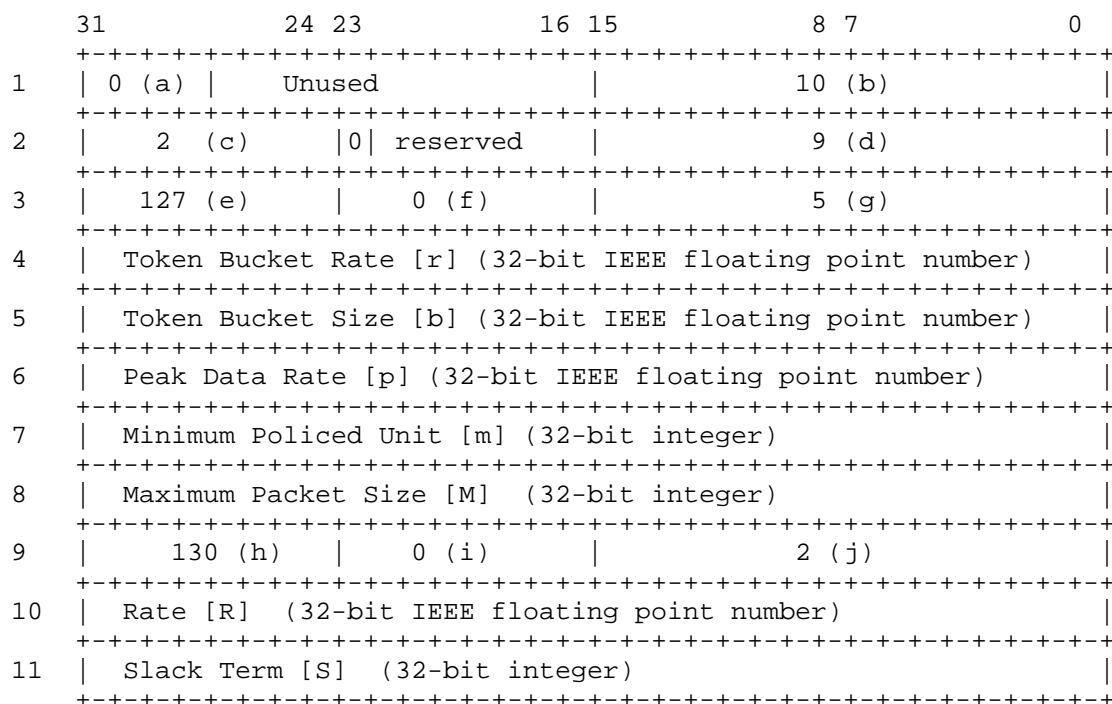 31 24 23 16 15 8 7 0
+-+-+-+-+-+-+-+-+-+-+-+-+-+-+-+-+-+-+-+-+-+-+-+-+-+-+-+-+-+-+-+-+
1 | 0 (a) | Unused | 10 (b) |
+-+-+-+-+-+-+-+-+-+-+-+-+-+-+-+-+-+-+-+-+-+-+-+-+-+-+-+-+-+-+-+-+
2 | 2 (c) |0| reserved | 9 (d) |
+-+-+-+-+-+-+-+-+-+-+-+-+-+-+-+-+-+-+-+-+-+-+-+-+-+-+-+-+-+-+-+-+
3 | 127 (e) | 0 (f) | 5 (g) |
+-+-+-+-+-+-+-+-+-+-+-+-+-+-+-+-+-+-+-+-+-+-+-+-+-+-+-+-+-+-+-+-+
4 | Token Bucket Rate [r] (32-bit IEEE floating point number) |
+-+-+-+-+-+-+-+-+-+-+-+-+-+-+-+-+-+-+-+-+-+-+-+-+-+-+-+-+-+-+-+-+
5 | Token Bucket Size [b] (32-bit IEEE floating point number) |
+-+-+-+-+-+-+-+-+-+-+-+-+-+-+-+-+-+-+-+-+-+-+-+-+-+-+-+-+-+-+-+-+
6 | Peak Data Rate [p] (32-bit IEEE floating point number) |
+-+-+-+-+-+-+-+-+-+-+-+-+-+-+-+-+-+-+-+-+-+-+-+-+-+-+-+-+-+-+-+-+
7 | Minimum Policed Unit [m] (32-bit integer) |
+-+-+-+-+-+-+-+-+-+-+-+-+-+-+-+-+-+-+-+-+-+-+-+-+-+-+-+-+-+-+-+-+
8 | Maximum Packet Size [M] (32-bit integer) |
+-+-+-+-+-+-+-+-+-+-+-+-+-+-+-+-+-+-+-+-+-+-+-+-+-+-+-+-+-+-+-+-+
9 | 130 (h) | 0 (i) | 2 (j) |
+-+-+-+-+-+-+-+-+-+-+-+-+-+-+-+-+-+-+-+-+-+-+-+-+-+-+-+-+-+-+-+-+
10 | Rate [R] (32-bit IEEE floating point number) |
+-+-+-+-+-+-+-+-+-+-+-+-+-+-+-+-+-+-+-+-+-+-+-+-+-+-+-+-+-+-+-+-+
11 | Slack Term [S] (32-bit integer) |
+-+-+-+-+-+-+-+-+-+-+-+-+-+-+-+-+-+-+-+-+-+-+-+-+-+-+-+-+-+-+-+-+